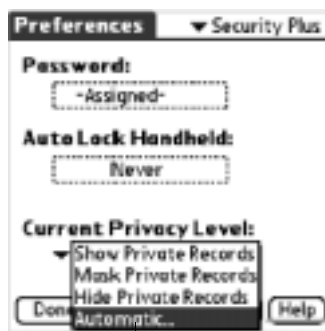 Preferences
Security Plus
Password:
-Assigned-
Auto Lock Handheld:
Never
Current Privacy Level:
Show Private Records
Mask Private Records
Hide Private Records
Automatic...
Don
Help